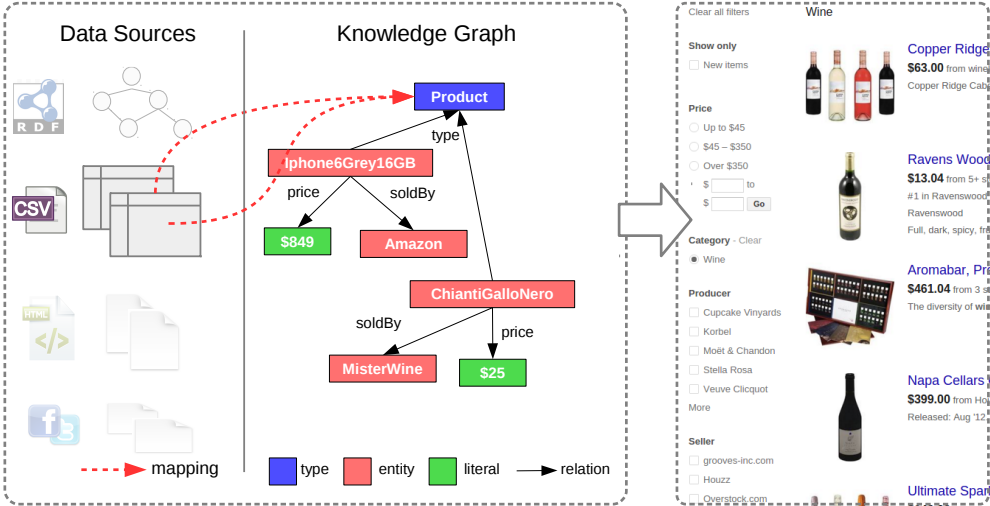 Data Sources
Knowledge Graph
RDF
CSV
HTML
</>
mapping
Product
type
Iphone6Grey16GB
price
soldBy
$849
Amazon
ChiantiGalloNero
soldBy
price
MisterWine
$25
type
entity
literal
relation
Clear all filters
Wine
Show only
New items
Price
Up to $45
$45 – $350
Over $350
$ to
$ Go
Category - Clear
Wine
Producer
Cupcake Vinyards
Korbel
Moët & Chandon
Stella Rosa
Veuve Clicquot
More
Seller
grooves-inc.com
Houzz
Overstock.com
Copper Ridge
$63.00 from wine
Copper Ridge Cab
Ravens Wood
$13.04 from 5+ s
#1 in Ravenswood
Ravenswood
Full, dark, spicy, fr
Aromabar, Pr
$461.04 from 3 s
The diversity of wi
Napa Cellars
$399.00 from Ho
Released: Aug '12
Ultimate Spar